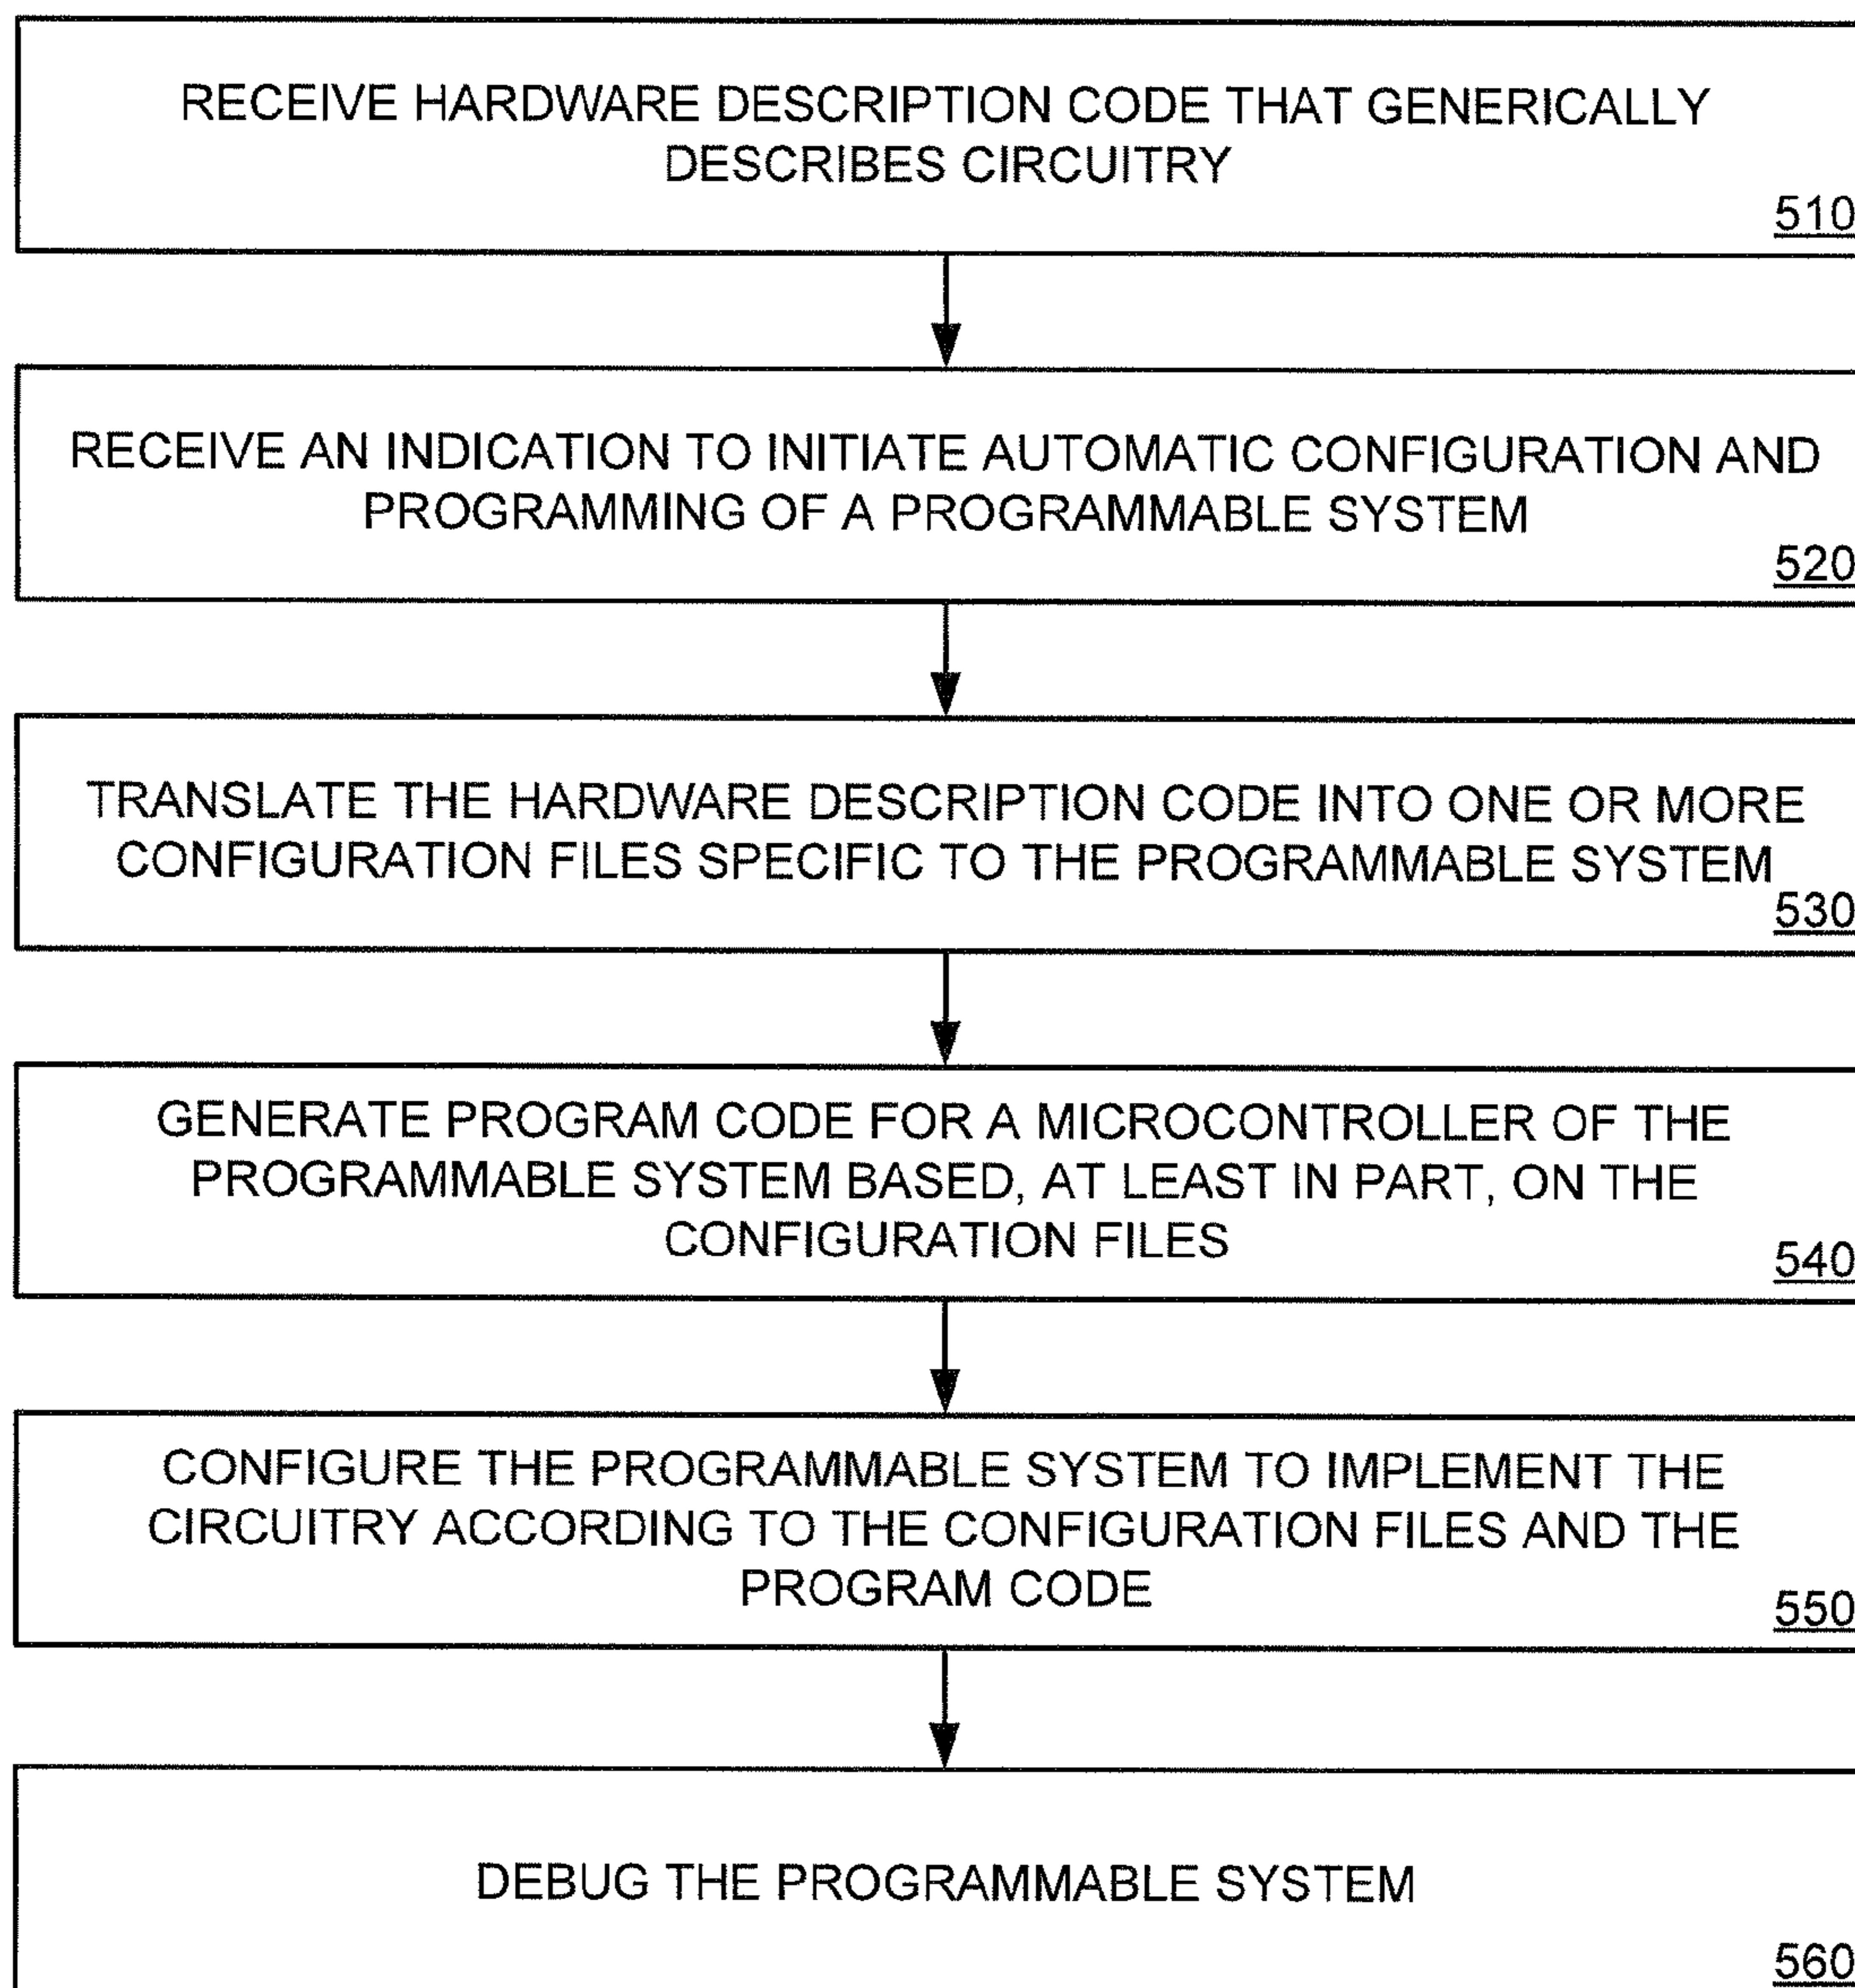 RECEIVE HARDWARE DESCRIPTION CODE THAT GENERICALLY
DESCRIBES CIRCUITRY
510
RECEIVE AN INDICATION TO INITIATE AUTOMATIC CONFIGURATION AND
PROGRAMMING OF A PROGRAMMABLE SYSTEM
520
TRANSLATE THE HARDWARE DESCRIPTION CODE INTO ONE OR MORE
CONFIGURATION FILES SPECIFIC TO THE PROGRAMMABLE SYSTEM
530
GENERATE PROGRAM CODE FOR A MICROCONTROLLER OF THE
PROGRAMMABLE SYSTEM BASED, AT LEAST IN PART, ON THE
CONFIGURATION FILES
540
CONFIGURE THE PROGRAMMABLE SYSTEM TO IMPLEMENT THE
CIRCUITRY ACCORDING TO THE CONFIGURATION FILES AND THE
PROGRAM CODE
550
DEBUG THE PROGRAMMABLE SYSTEM
560